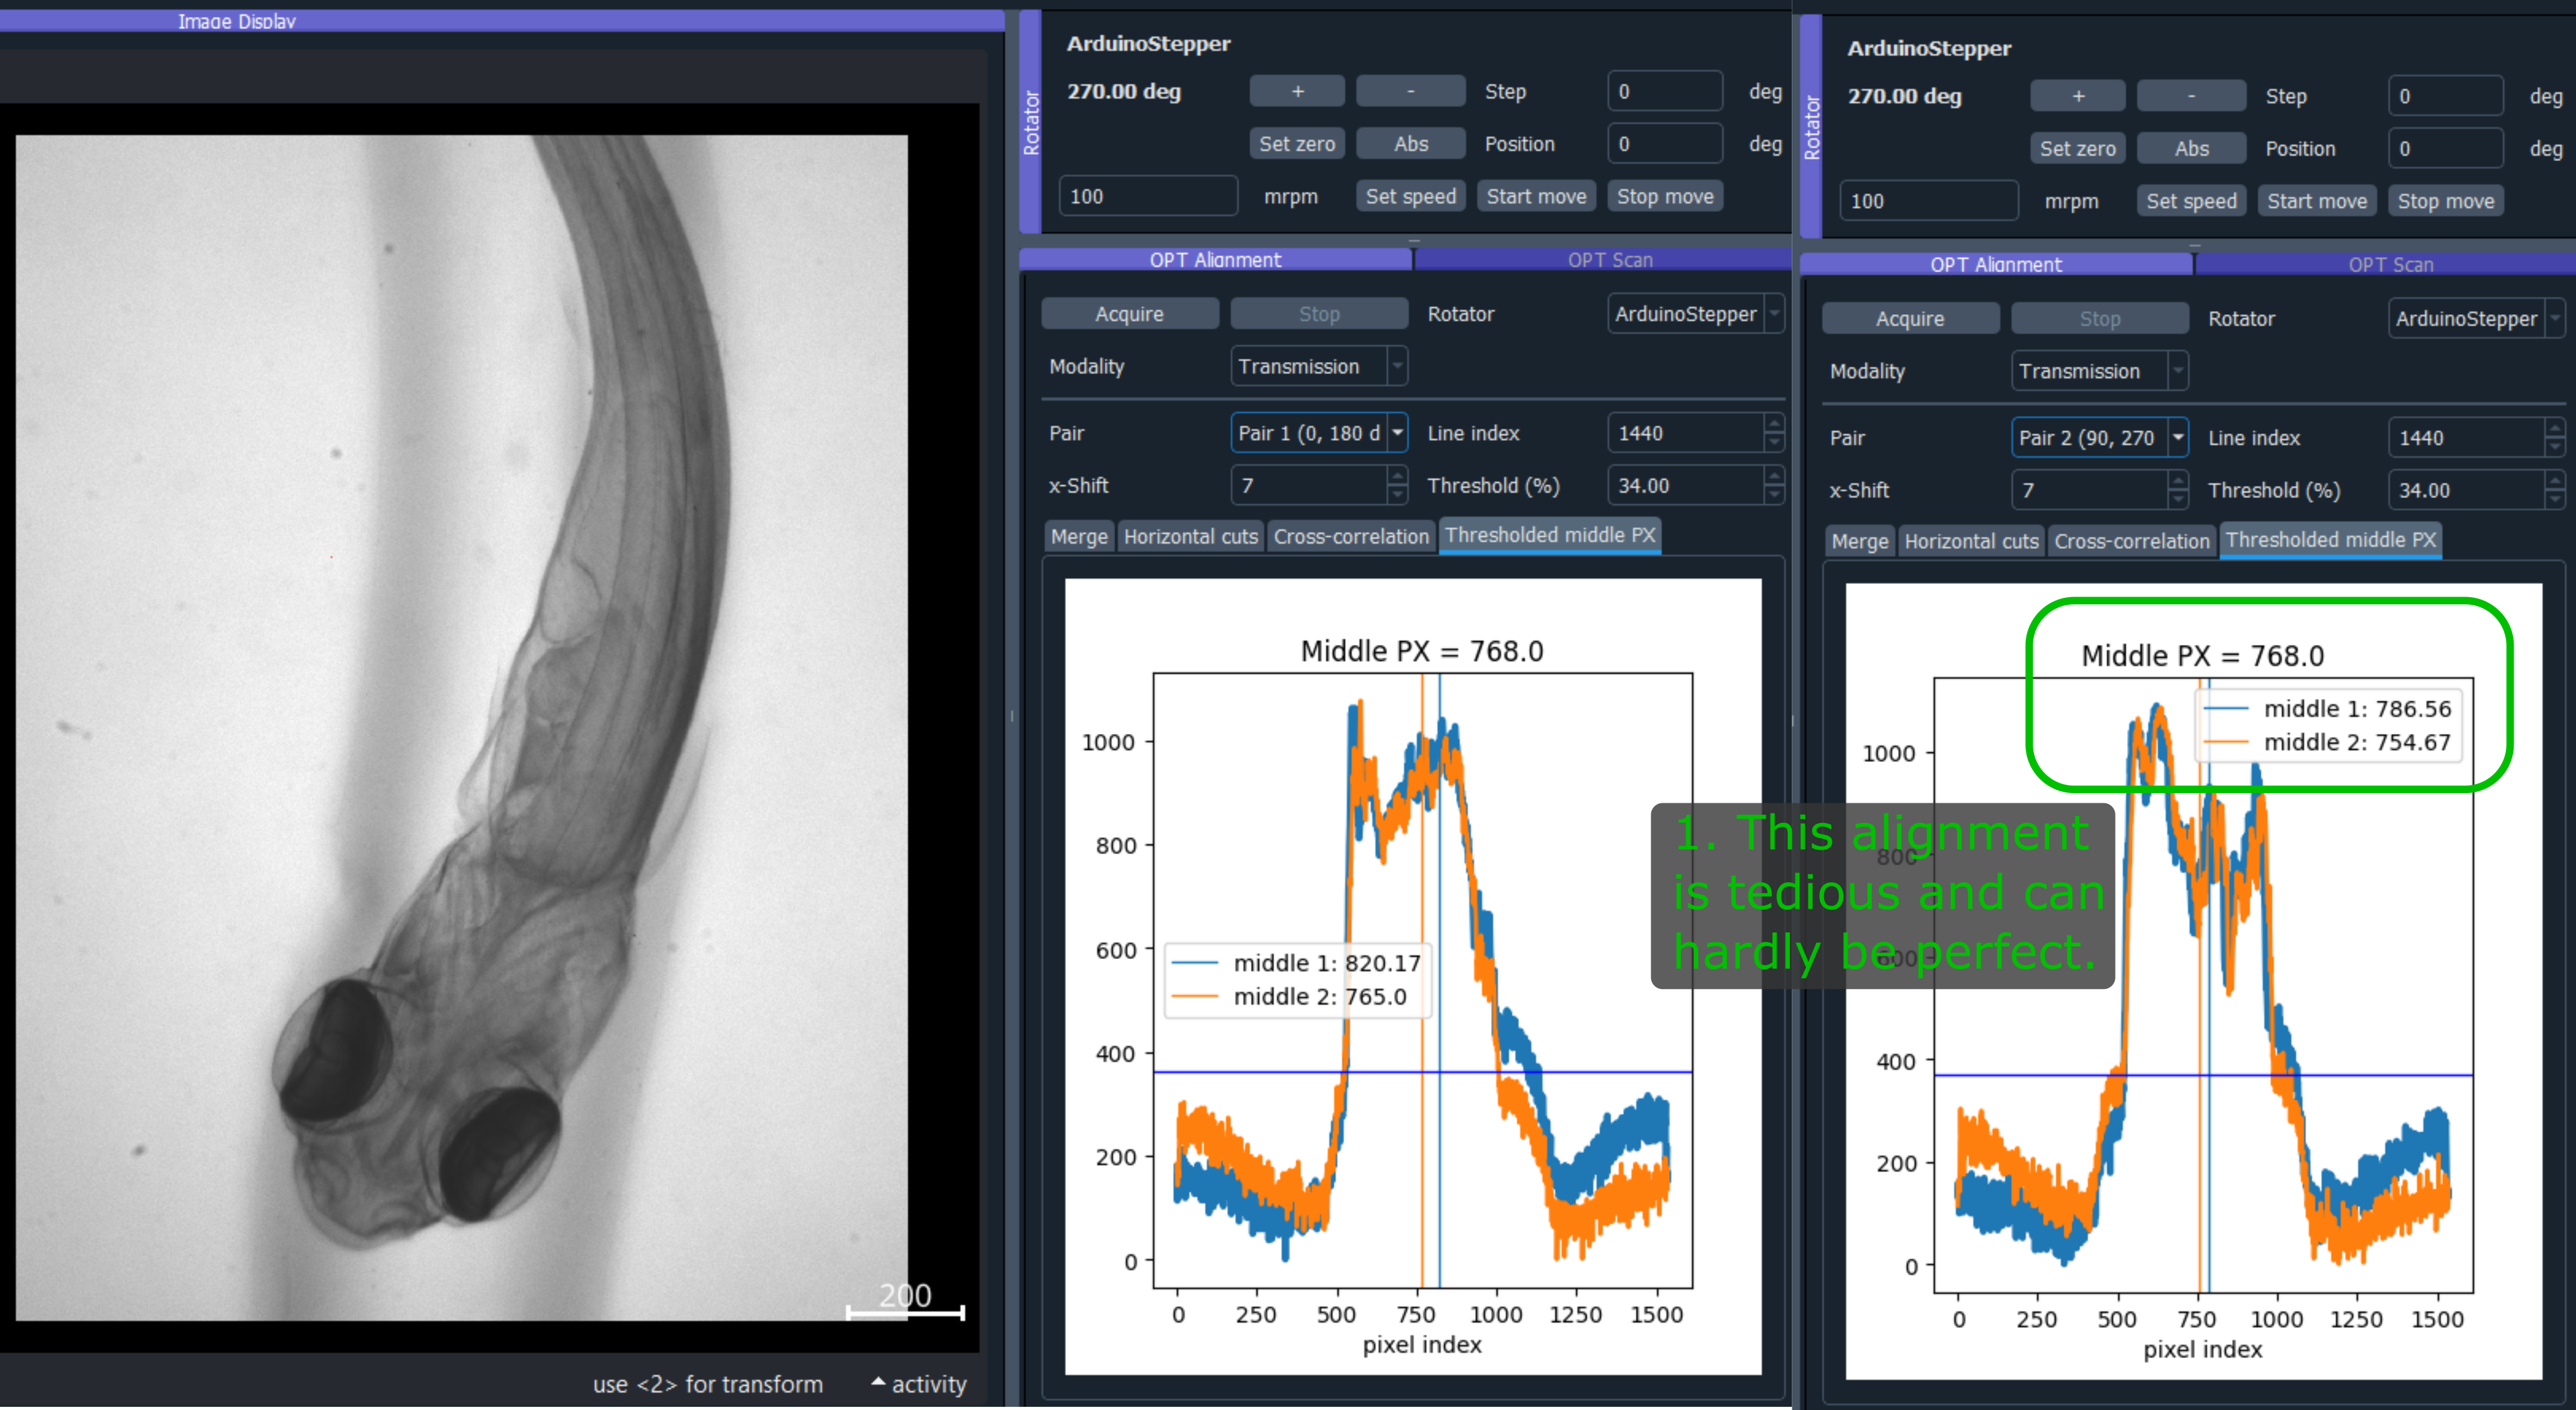 Image Display
200
use <2> for transform
activity
Rotator
ArduinoStepper
270.00 deg + - Step 0 deg
Set zero Abs Position 0 deg
100 mrpm Set speed Start move Stop move
OPT Alignment OPT Scan
Acquire Stop Rotator ArduinoStepper
Modality Transmission
Pair Pair 1 (0, 180 d Line index 1440
x-Shift 7 Threshold (%) 34.00
Merge Horizontal cuts Cross-correlation Thresholded middle PX
Middle PX = 768.0
1000
800
600
400
200
0
middle 1: 820.17
middle 2: 765.0
0 250 500 750 1000 1250 1500
pixel index
Rotator
ArduinoStepper
270.00 deg + - Step 0 deg
Set zero Abs Position 0 deg
100 mrpm Set speed Start move Stop move
OPT Alignment OPT Scan
Acquire Stop Rotator ArduinoStepper
Modality Transmission
Pair Pair 2 (90, 270 Line index 1440
x-Shift 7 Threshold (%) 34.00
Merge Horizontal cuts Cross-correlation Thresholded middle PX
Middle PX = 768.0
middle 1: 786.56
middle 2: 754.67
1000
800
600
400
200
0
1. This alignment
is tedious and can
hardly be perfect.
0 250 500 750 1000 1250 1500
pixel index